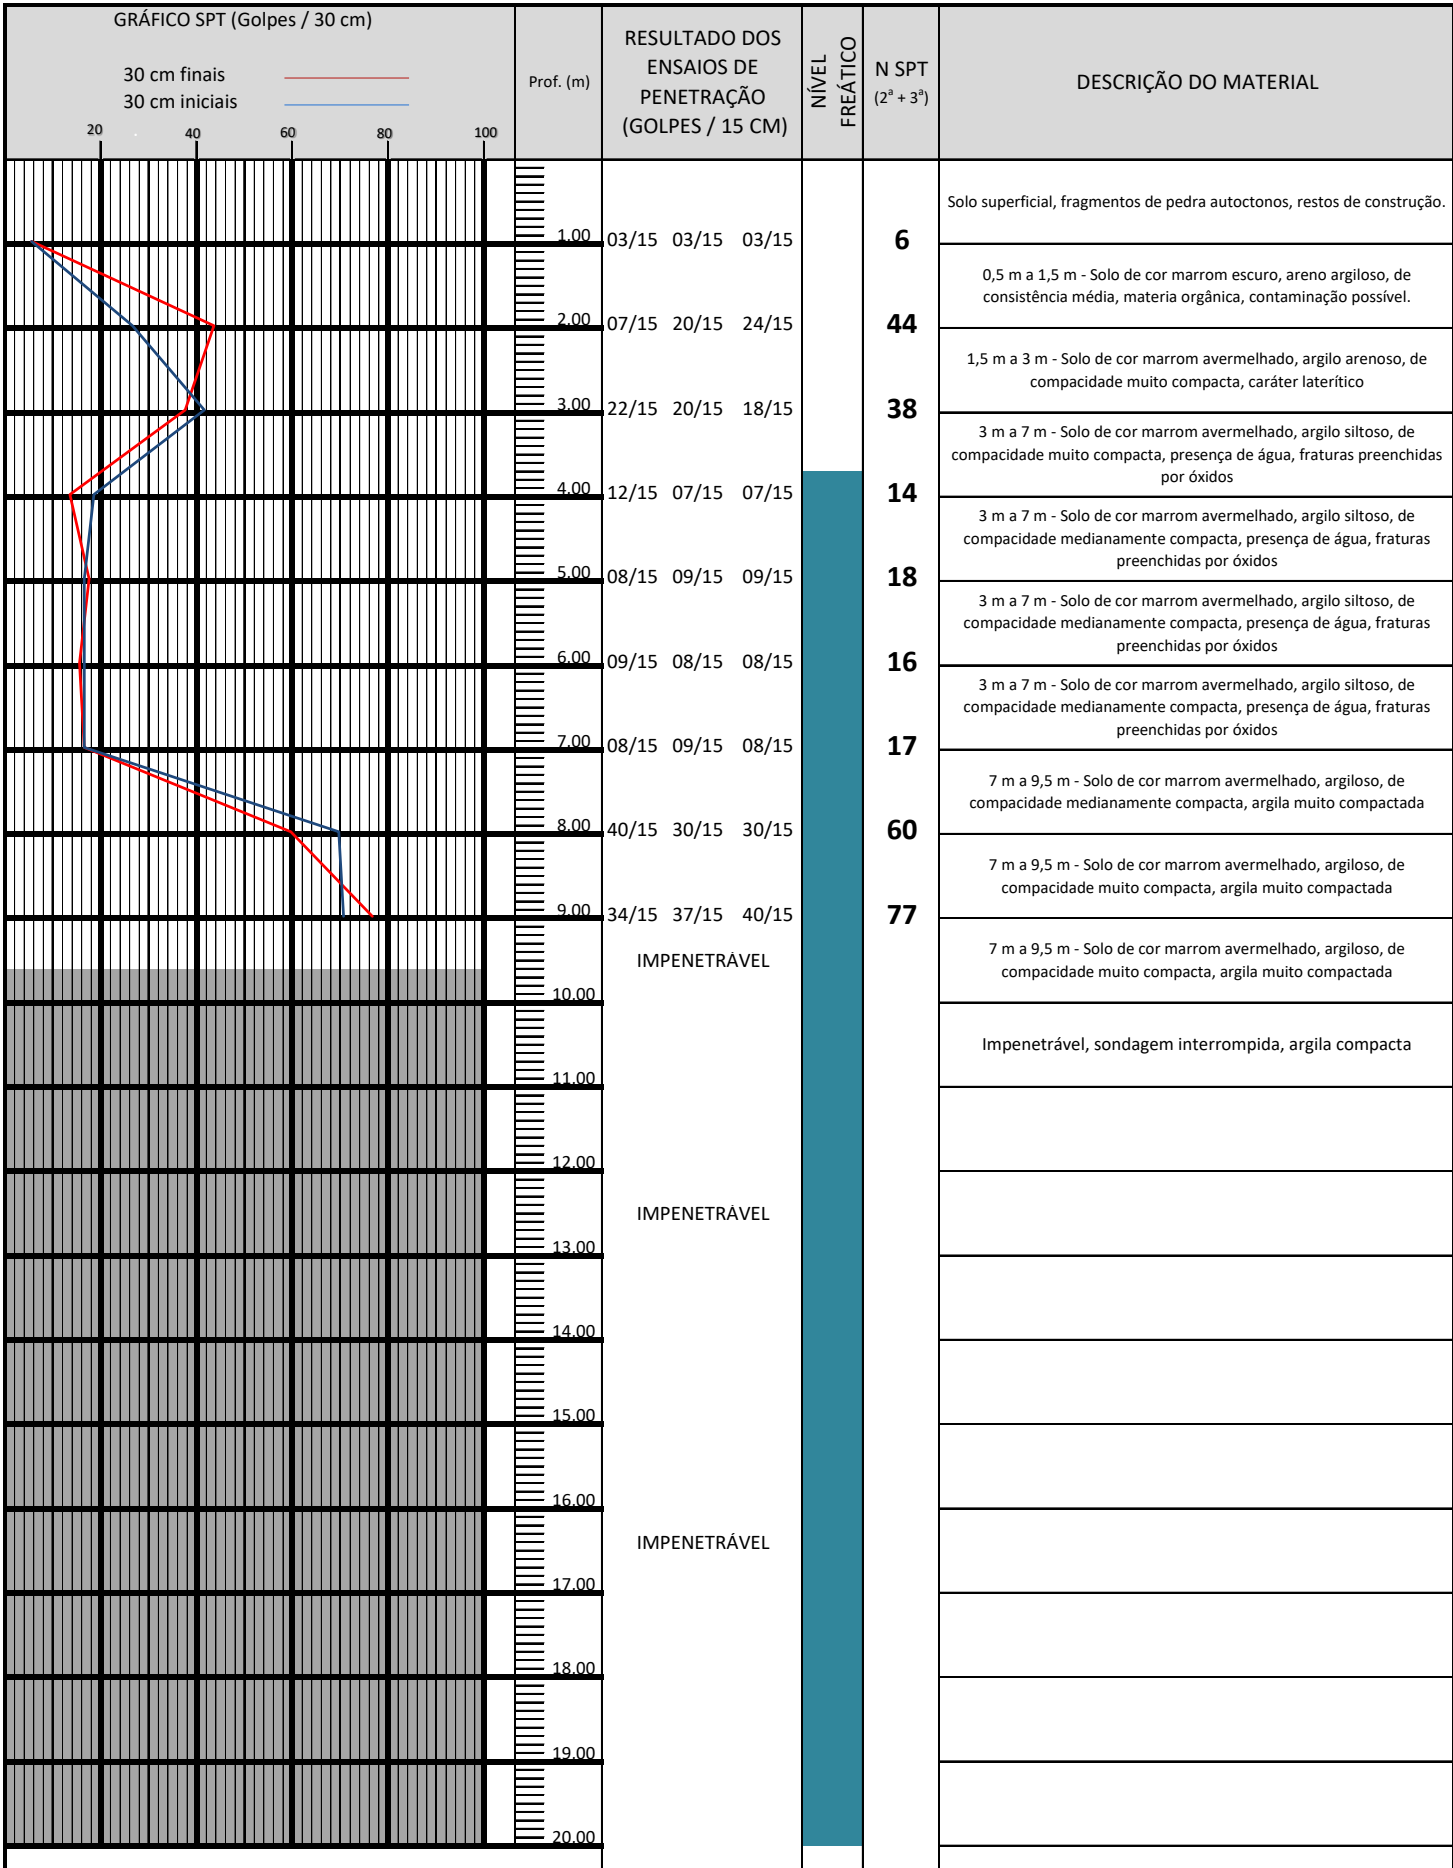 GRÁFICO SPT (Golpes / 30 cm)
30 cm finais
30 cm iniciais
20 40 60 80 100
Prof. (m)
RESULTADO DOS
ENSAIOS DE
PENETRAÇÃO
(GOLPES / 15 CM)
NÍVEL
FREÁTICO
N SPT
(2ª + 3ª)
DESCRIÇÃO DO MATERIAL
Solo superficial, fragmentos de pedra autoctonos, restos de construção.
1,00 03/15 03/15 03/15 6
0,5 m a 1,5 m - Solo de cor marrom escuro, areno argiloso, de
consistência média, materia orgânica, contaminação possível.
2,00 07/15 20/15 24/15 44
1,5 m a 3 m - Solo de cor marrom avermelhado, argilo arenoso, de
compacidade muito compacta, caráter laterítico
3,00 22/15 20/15 18/15 38
3 m a 7 m - Solo de cor marrom avermelhado, argilo siltoso, de
compacidade muito compacta, presença de água, fraturas preenchidas
por óxidos
4,00 12/15 07/15 07/15 14
3 m a 7 m - Solo de cor marrom avermelhado, argilo siltoso, de
compacidade medianamente compacta, presença de água, fraturas
preenchidas por óxidos
5,00 08/15 09/15 09/15 18
3 m a 7 m - Solo de cor marrom avermelhado, argilo siltoso, de
compacidade medianamente compacta, presença de água, fraturas
preenchidas por óxidos
6,00 09/15 08/15 08/15 16
3 m a 7 m - Solo de cor marrom avermelhado, argilo siltoso, de
compacidade medianamente compacta, presença de água, fraturas
preenchidas por óxidos
7,00 08/15 09/15 08/15 17
7 m a 9,5 m - Solo de cor marrom avermelhado, argiloso, de
compacidade medianamente compacta, argila muito compactada
8,00 40/15 30/15 30/15 60
7 m a 9,5 m - Solo de cor marrom avermelhado, argiloso, de
compacidade muito compacta, argila muito compactada
9,00 34/15 37/15 40/15 77
IMPENETRÁVEL
7 m a 9,5 m - Solo de cor marrom avermelhado, argiloso, de
compacidade muito compacta, argila muito compactada
10,00
Impenetrável, sondagem interrompida, argila compacta
11,00
12,00
IMPENETRÁVEL
13,00
14,00
15,00
16,00
IMPENETRÁVEL
17,00
18,00
19,00
20,00